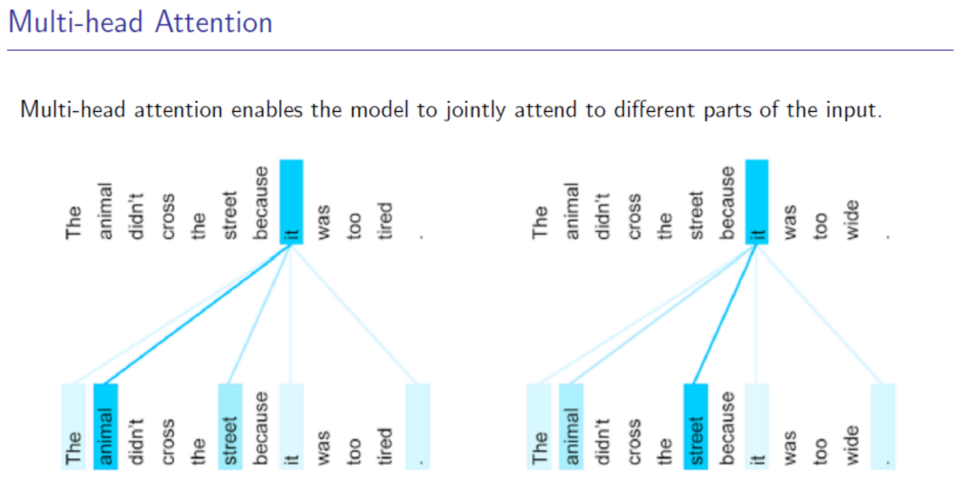 Multi-head Attention
Multi-head attention enables the model to jointly attend to different parts of the input.
The animal didn't cross the street because it was too tired .
The animal didn't cross the street because it was too wide .
The animal didn't cross the street because it was too tired .
The animal didn't cross the street because it was too wide .